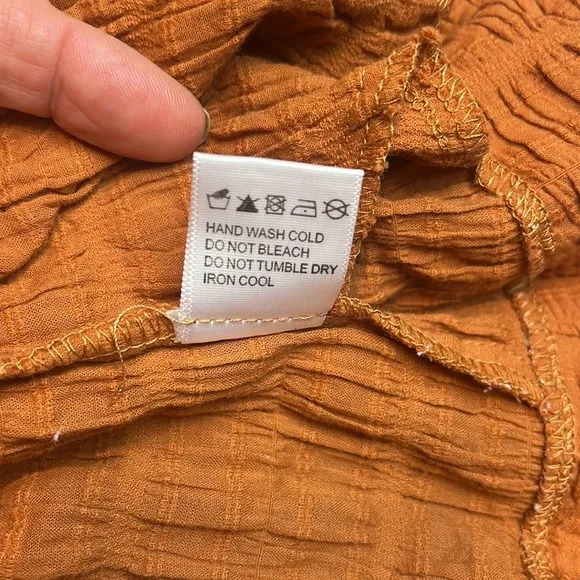 HAND WASH COLD
DO NOT BLEACH
DO NOT TUMBLE DRY
IRON COOL